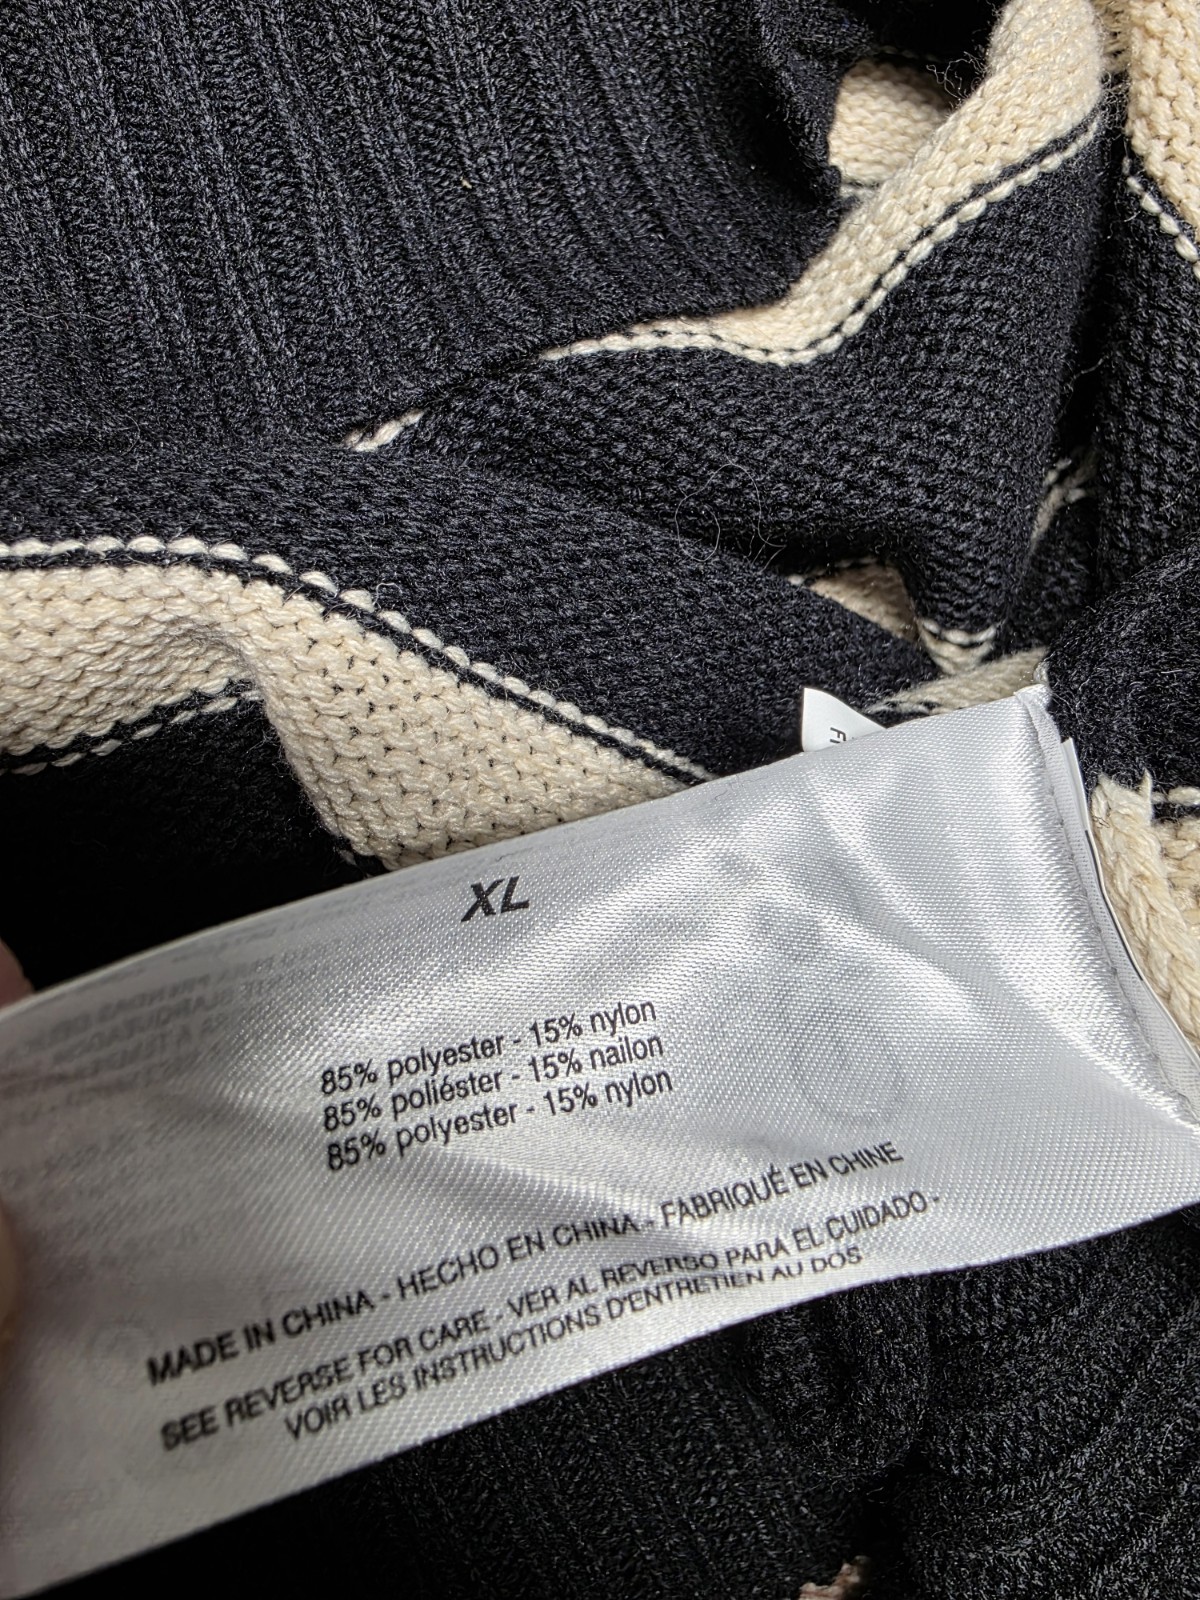 XL
85% polyester - 15% nylon
85% poliéster - 15% nailon
85% polyester - 15% nylon
MADE IN CHINA - HECHO EN CHINA - FABRIQUÉ EN CHINE
SEE REVERSE FOR CARE - VER AL REVERSO PARA EL CUIDADO -
VOIR LES INSTRUCTIONS D'ENTRETIEN AU DOS